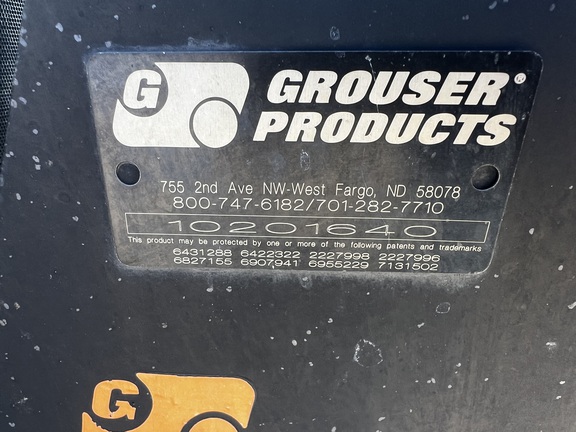 G
GROUSER®
PRODUCTS
755 2nd Ave NW-West Fargo, ND 58078
800-747-6182/701-282-7710
10201640
This product may be protected by one or more of the following patents and trademarks
6431288 6422322 2227998 2227996
6827155 6907941 6955229 7131502
G